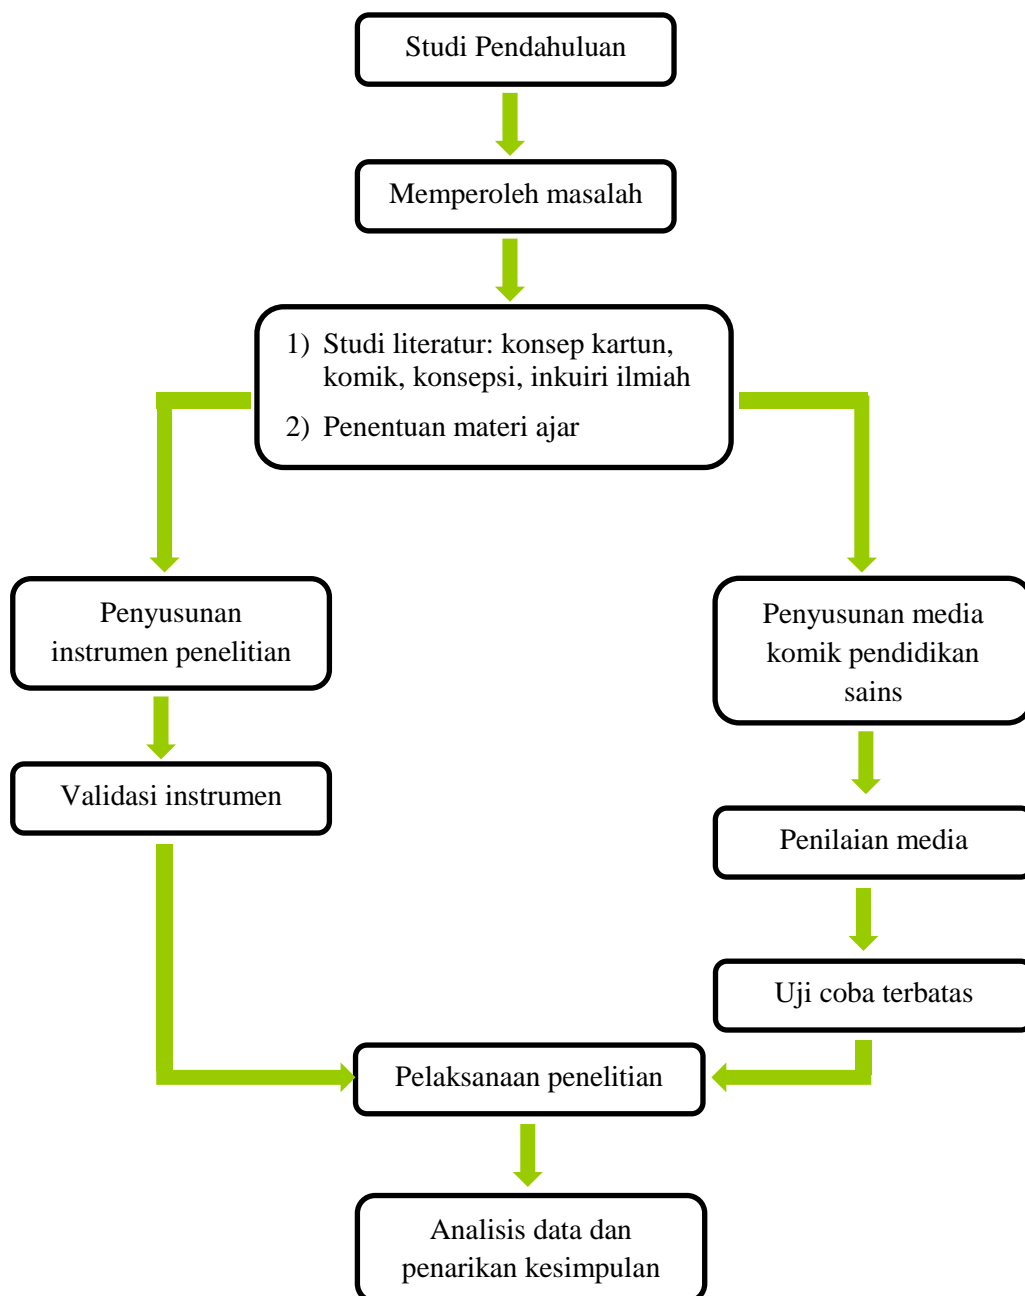 Studi Pendahuluan
Memperoleh masalah
1) Studi literatur: konsep kartun,
komik, konsepsi, inkuiri ilmiah
2) Penentuan materi ajar
Penyusunan
instrumen penelitian
Validasi instrumen
Penyusunan media
komik pendidikan
sains
Penilaian media
Uji coba terbatas
Pelaksanaan penelitian
Analisis data dan
penarikan kesimpulan